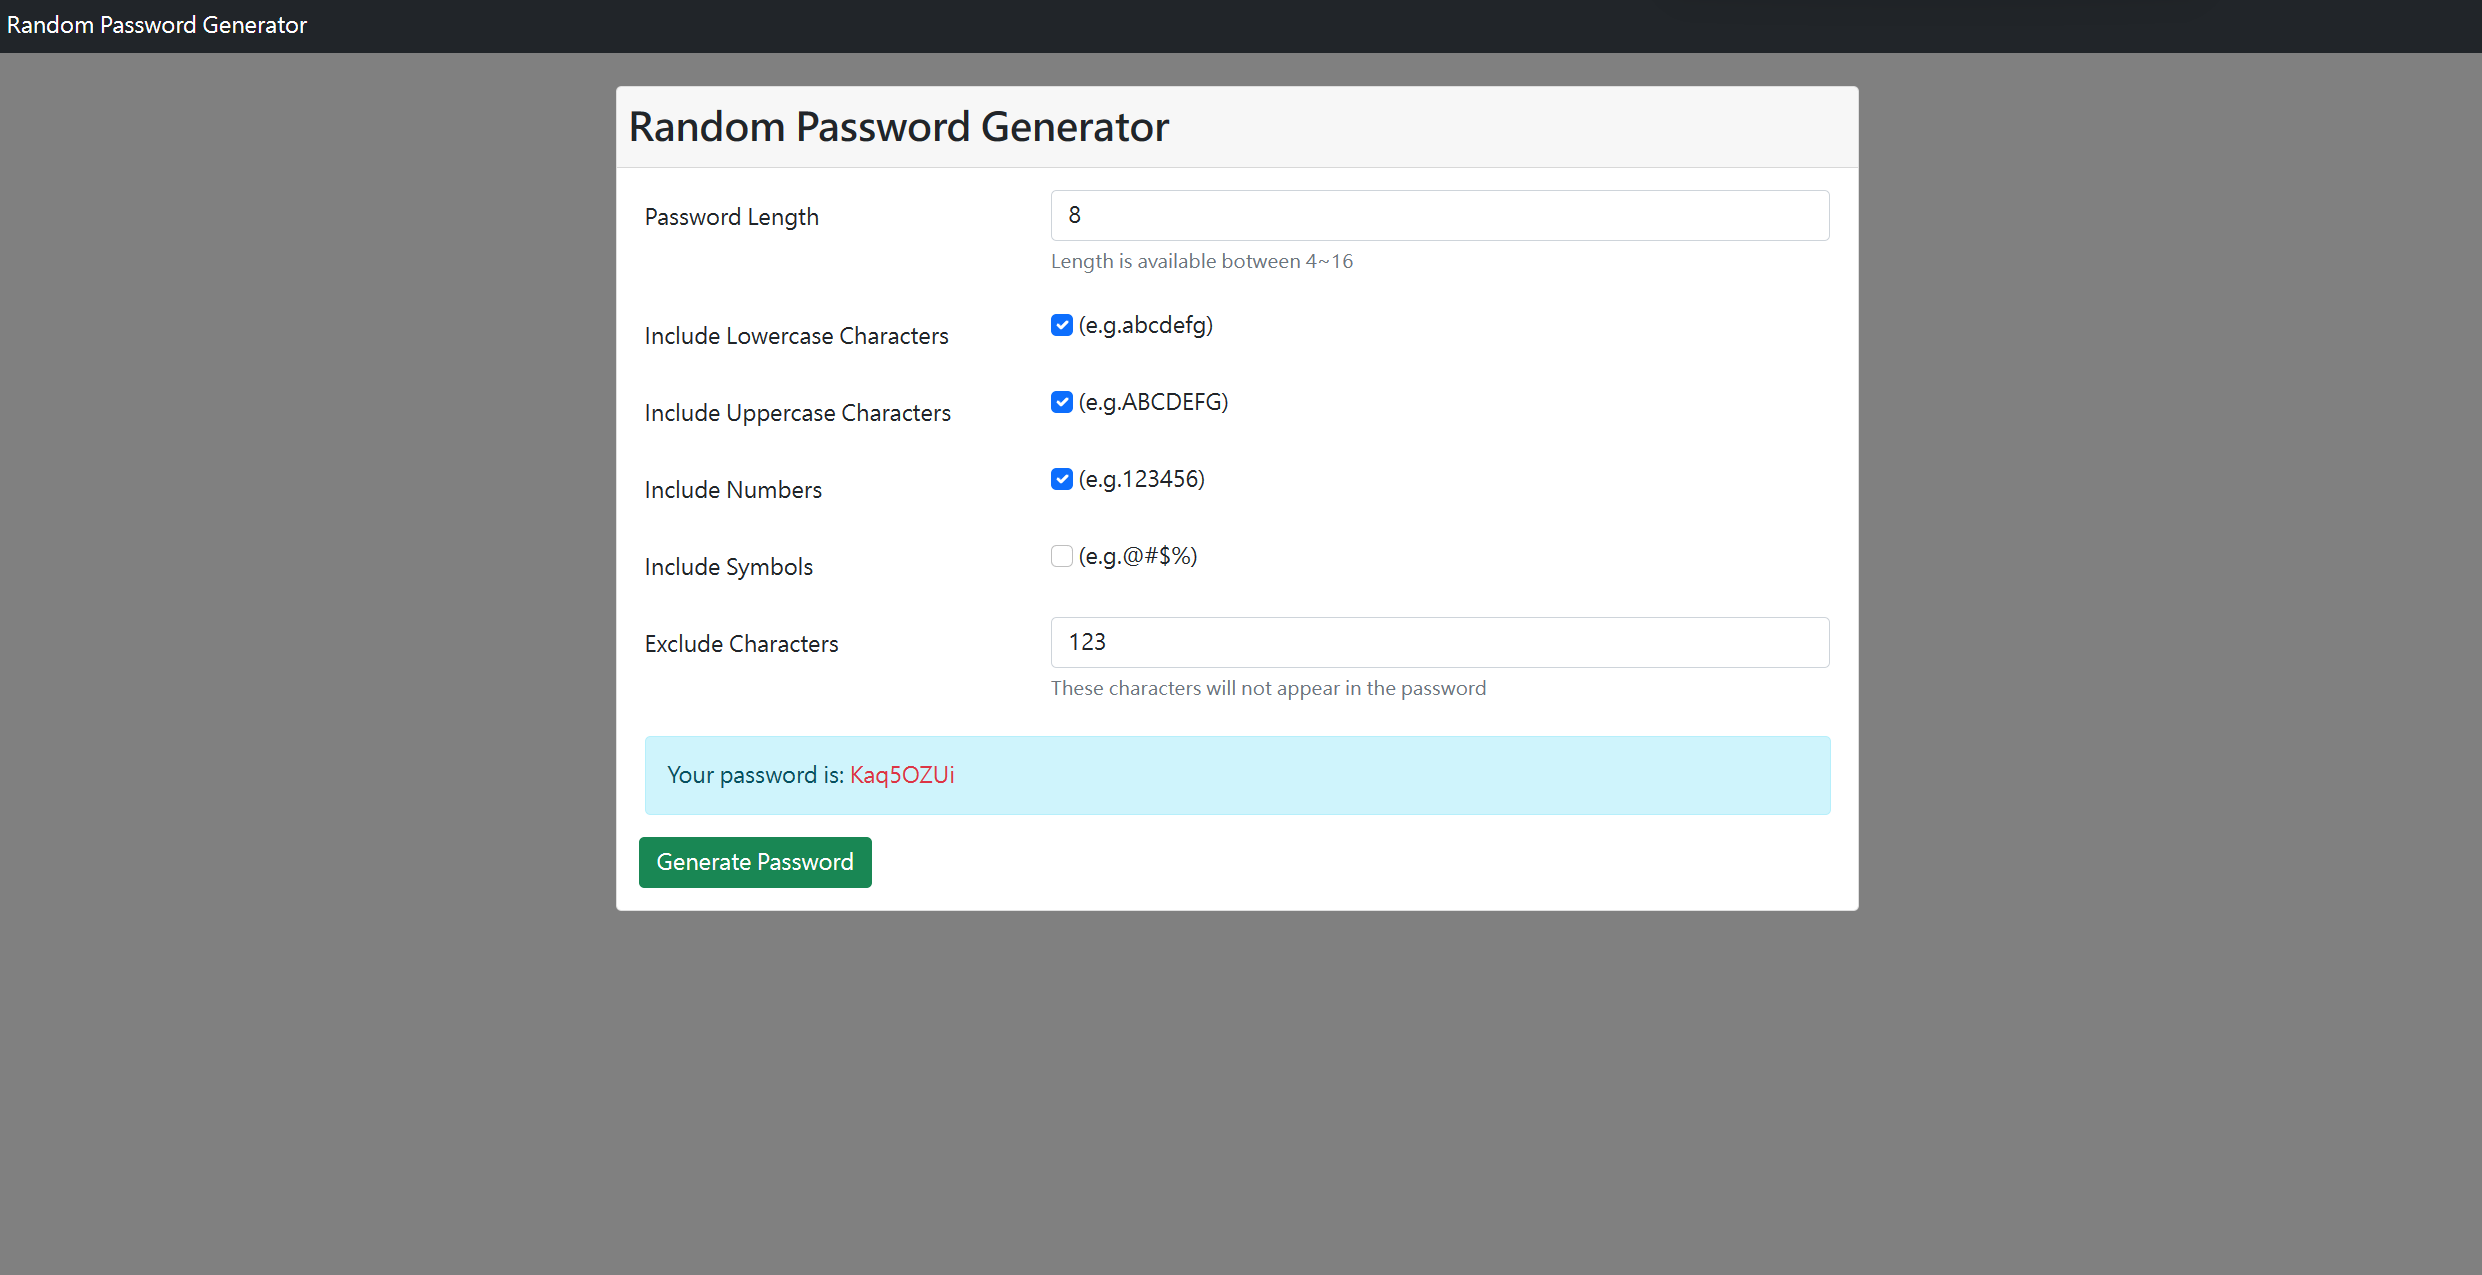 Random Password Generator
Random Password Generator
Password Length
8
Length is available botween 4~16
Include Lowercase Characters
(e.g.abcdefg)
Include Uppercase Characters
(e.g.ABCDEFG)
Include Numbers
(e.g.123456)
Include Symbols
(e.g.@#$%)
Exclude Characters
123
These characters will not appear in the password
Your password is: Kaq5OZUi
Generate Password